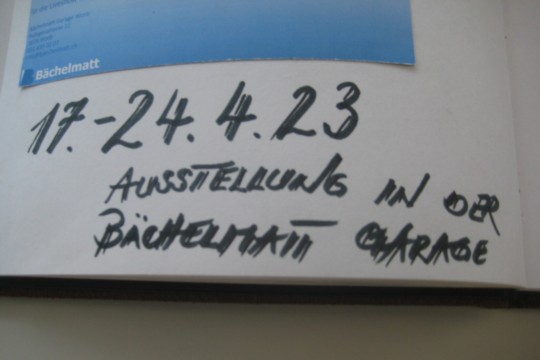 Bächelmatt
17.-24.4.23
AUSSTELLUNG IN DER
BÄCHELMATT GARAGE